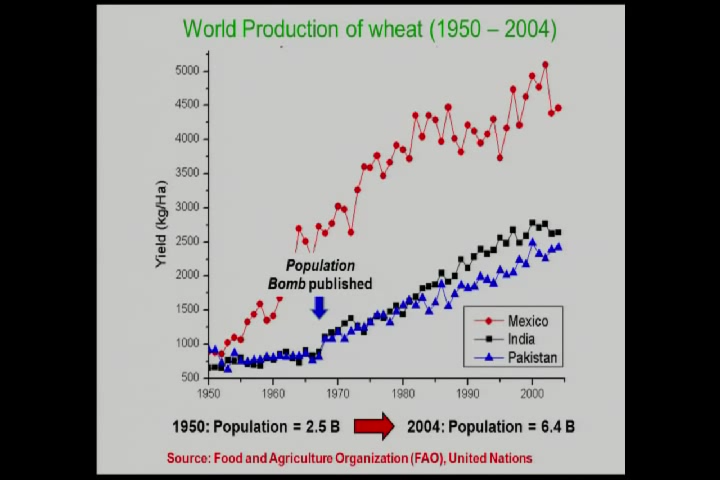 World Production of wheat (1950 – 2004)
Yield (kg/Ha)
5000
4500
4000
3500
3000
2500
2000
1500
1000
500
Population
Bomb published
Mexico
India
Pakistan
1950 1960 1970 1980 1990 2000
1950: Population = 2.5 B 2004: Population = 6.4 B
Source: Food and Agriculture Organization (FAO), United Nations